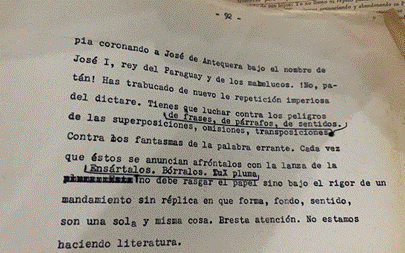 - 92 -
pia coronando a José de Antequera bajo el nombre de
José I, rey del Paraguay y de los mamelucos. !No, pa-
tán! Has trabucado de nuevo le repetición imperiosa
del dictare. Tienes que luchar contra los peligros
de frases, de párrafos, de sentidos.
de las superposiciones, omisiones, transposiciones.
Contra los fantasmas de la palabra errante. Cada vez
que éstos se anuncian afróntalos con la lanza de la
Ensártalos. Bórralos. pluma
no debe rasgar el papel sino bajo el rigor de un
mandamiento sin réplica en que forma, fondo, sentido,
son una sola y misma cosa. Bresta atención. No estamos
haciendo literatura.